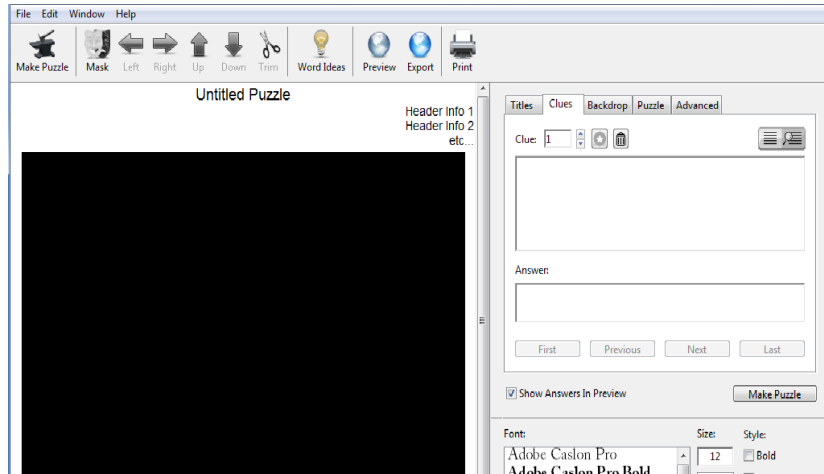 File Edit Window Help
Make Puzzle Mask Left Right Up Down Trim Word Ideas Preview Export Print
Untitled Puzzle
Header Info 1
Header Info 2
etc...
Titles Clues Backdrop Puzzle Advanced
Clue: 1
Answer:
First Previous Next Last
Show Answers In Preview Make Puzzle
Font: Size: Style:
Adobe Caslon Pro 12 Bold
Adobe Caslon Pro Bold